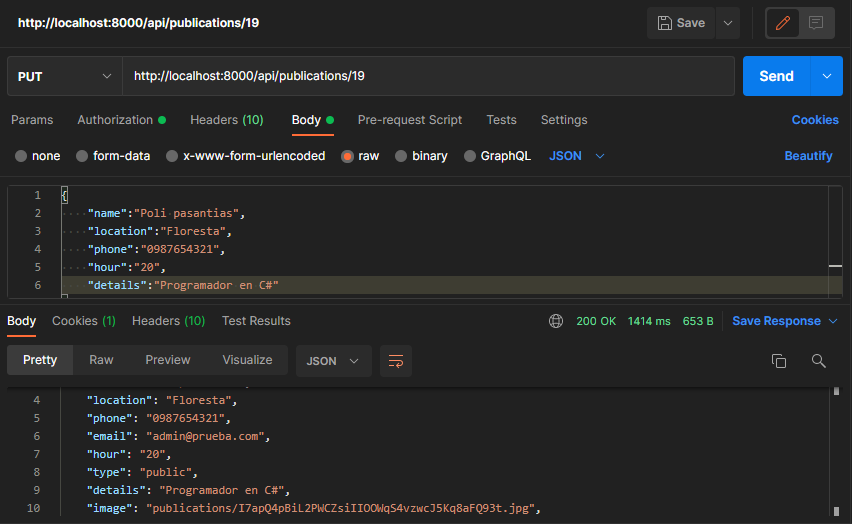 http://localhost:8000/api/publications/19
Save
PUT
http://localhost:8000/api/publications/19
Send
Params Authorization Headers (10) Body Pre-request Script Tests Settings Cookies
none form-data x-www-form-urlencoded raw binary GraphQL JSON Beautify
1 {
2 "name":"Poli pasantias",
3 "location":"Floresta",
4 "phone":"0987654321",
5 "hour":"20",
6 "details":"Programador en C#"
Body Cookies (1) Headers (10) Test Results 200 OK 1414 ms 653 B Save Response
Pretty Raw Preview Visualize JSON
4 "location": "Floresta",
5 "phone": "0987654321",
6 "email": "admin@prueba.com",
7 "hour": "20",
8 "type": "public",
9 "details": "Programador en C#",
10 "image": "publications/I7apQ4pBiL2PWCZsiIIOOWqS4vzwcJ5Kq8aFQ93t.jpg",